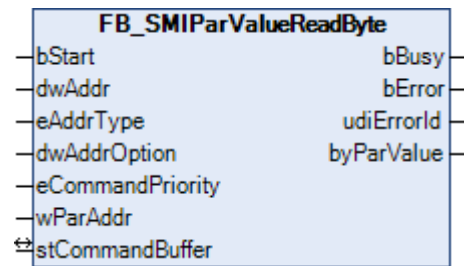 FB_SMIParValueReadByte
bStart bBusy
dwAddr bError
eAddrType udiErrorId
dwAddrOption byParValue
eCommandPriority
wParAddr
stCommandBuffer